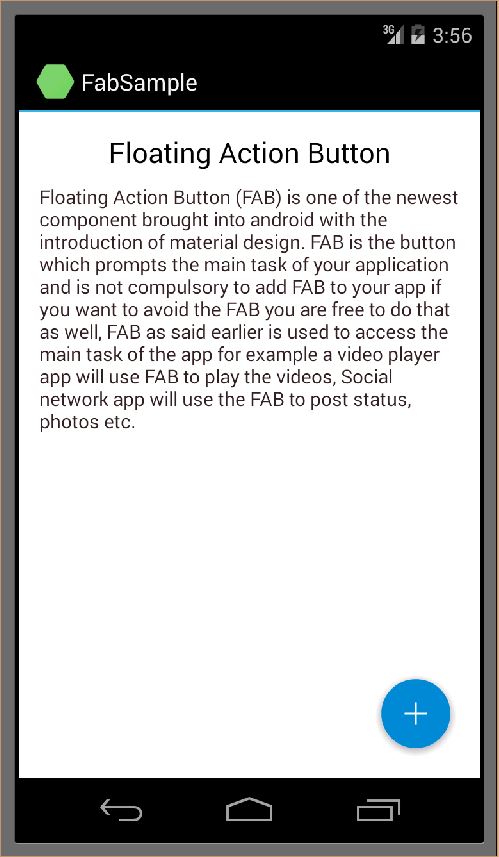 3G 3:56
FabSample
Floating Action Button
Floating Action Button (FAB) is one of the newest
component brought into android with the
introduction of material design. FAB is the button
which prompts the main task of your application
and is not compulsory to add FAB to your app if
you want to avoid the FAB you are free to do that
as well, FAB as said earlier is used to access the
main task of the app for example a video player
app will use FAB to play the videos, Social
network app will use the FAB to post status,
photos etc.